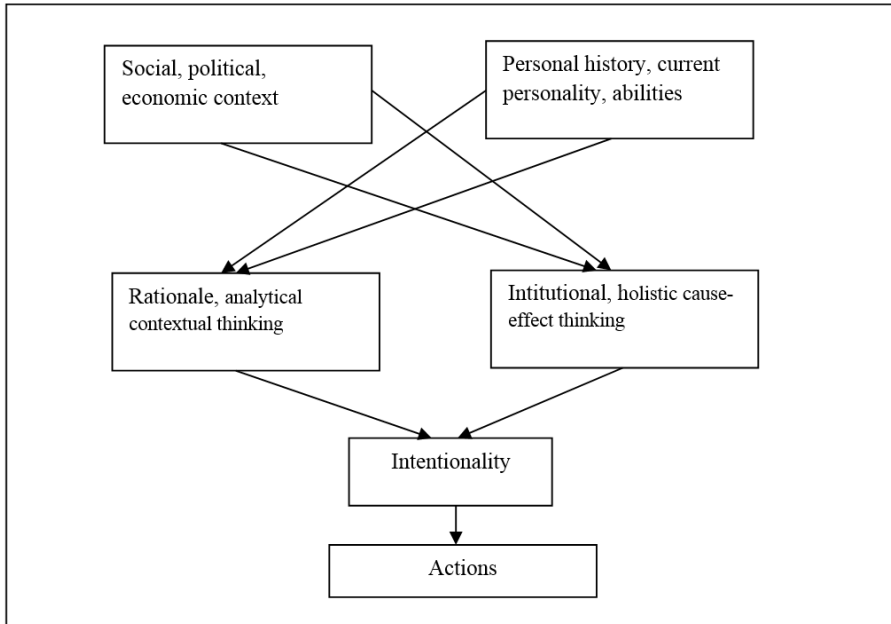 Social, political,
economic context
Personal history, current
personality, abilities
Rationale, analytical
contextual thinking
Intitutional, holistic cause-
effect thinking
Intentionality
Actions